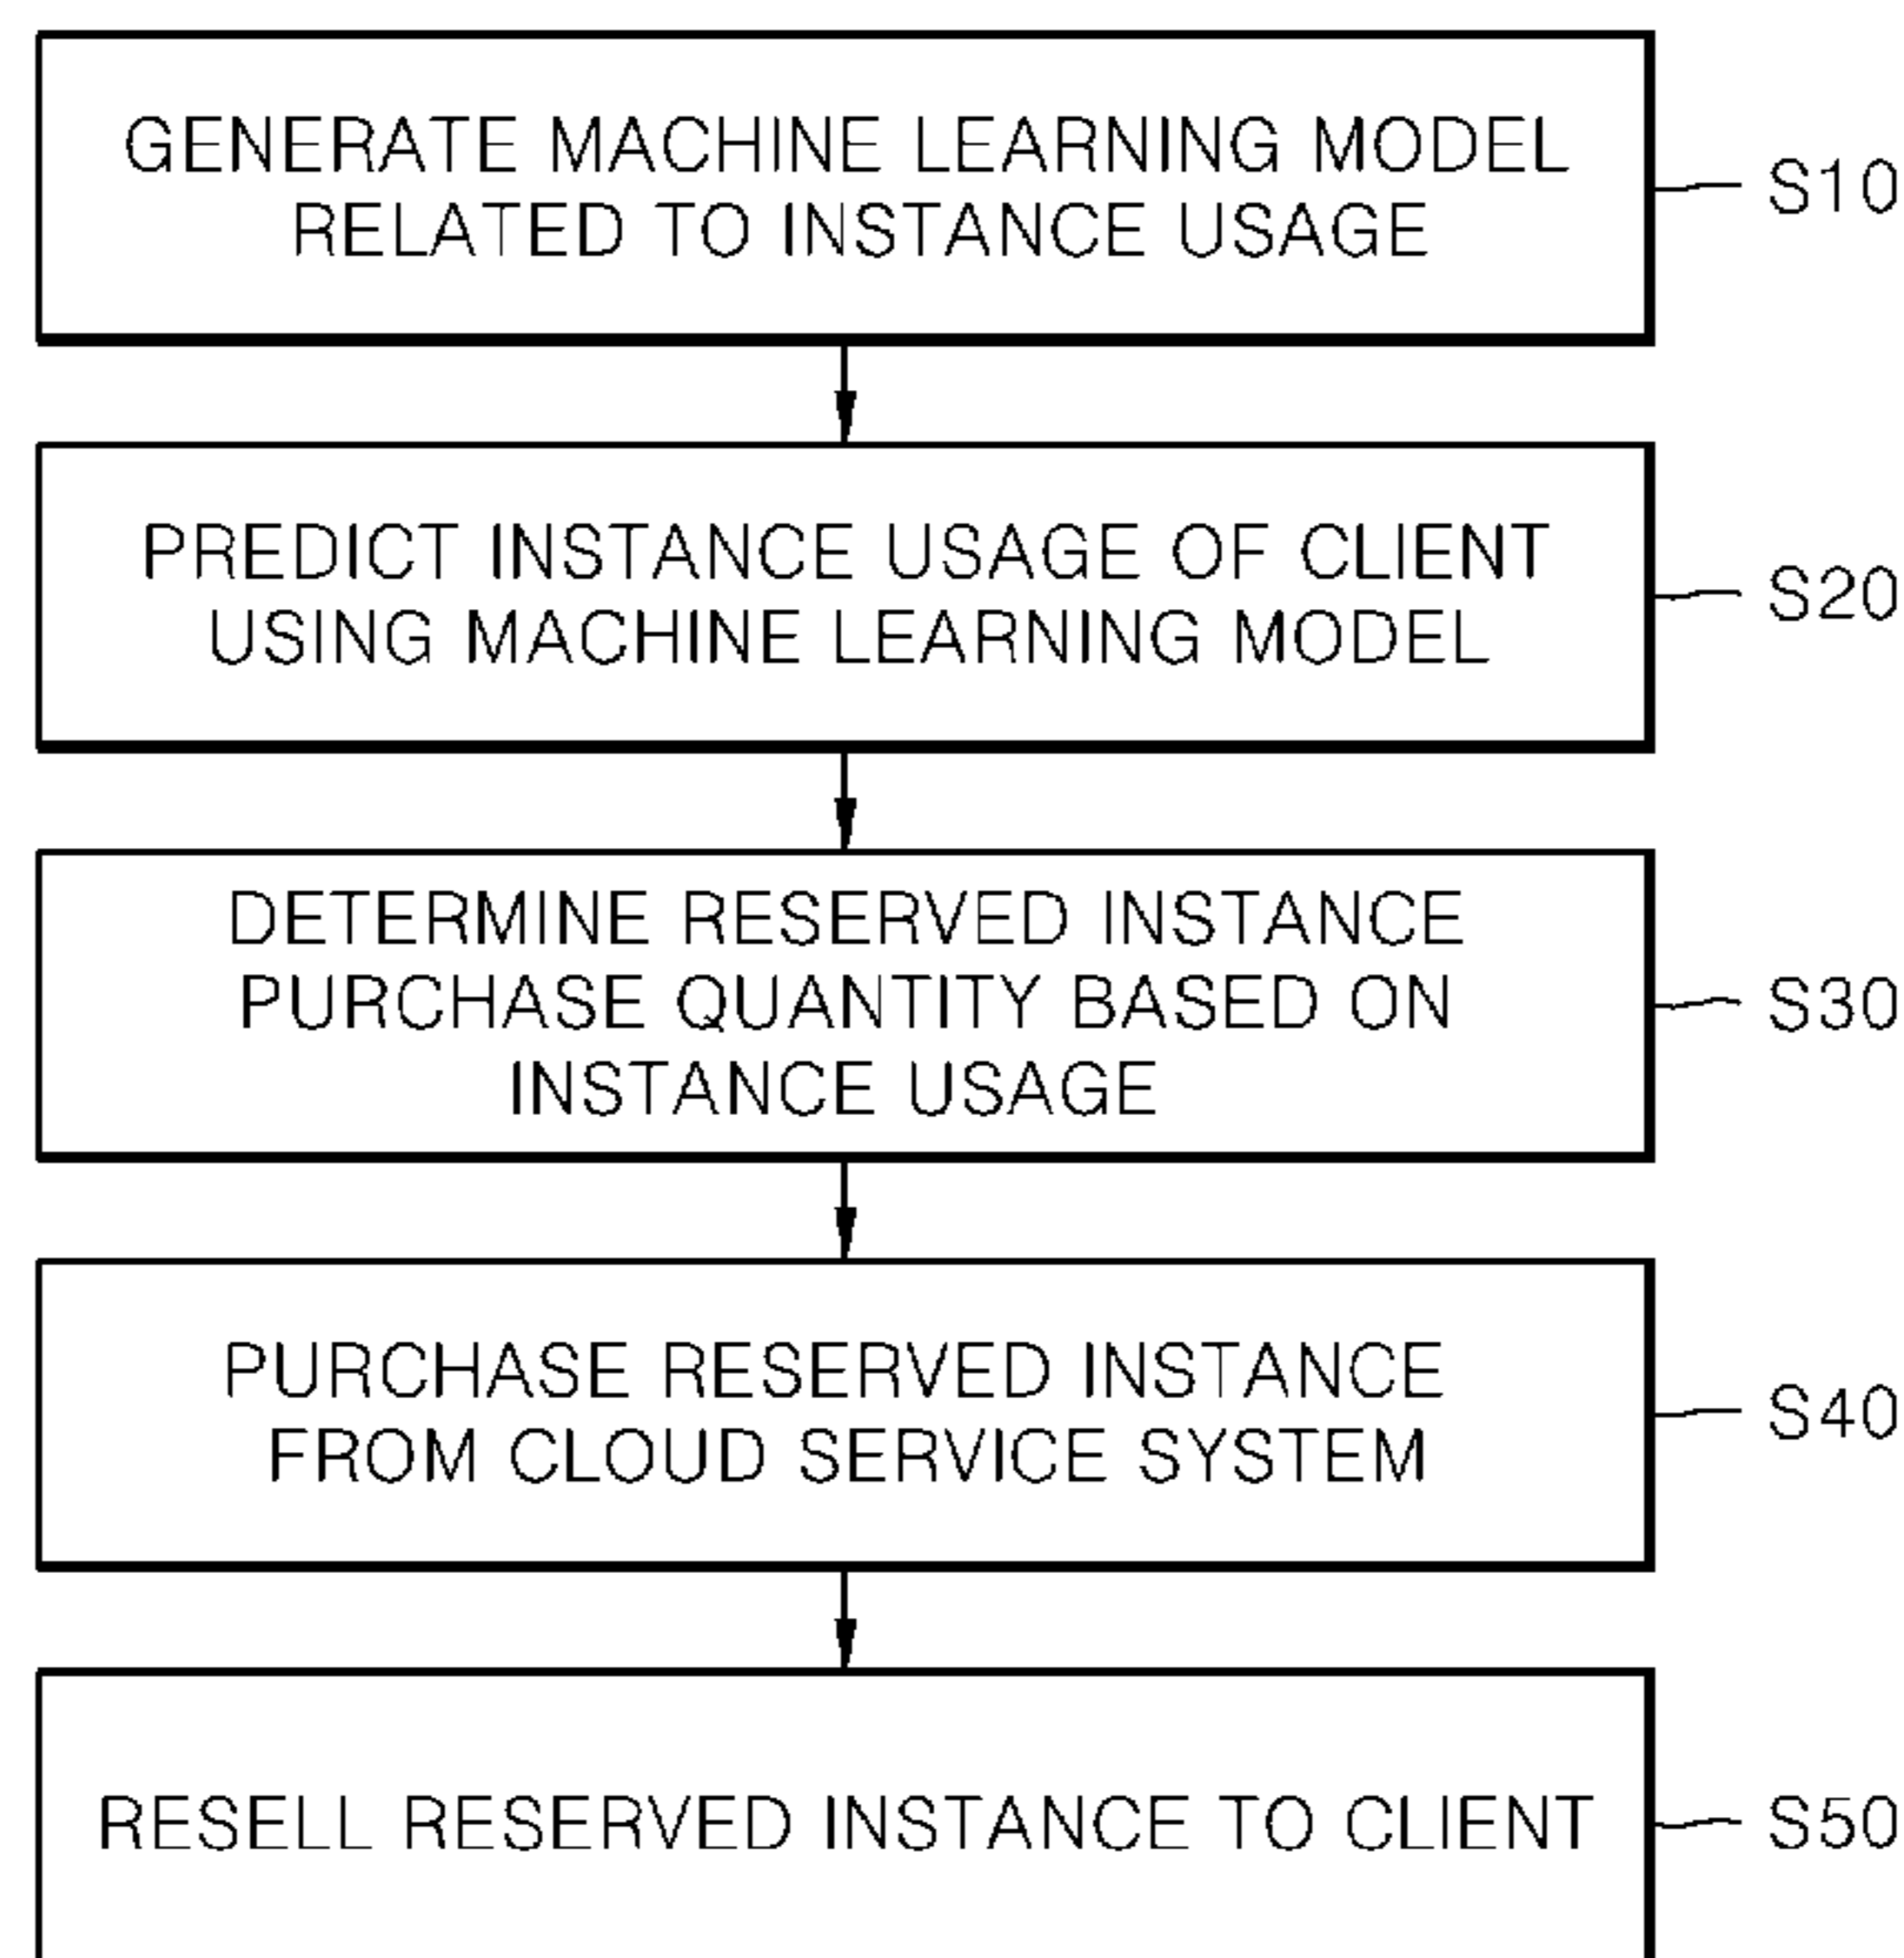 GENERATE MACHINE LEARNING MODEL
RELATED TO INSTANCE USAGE
S10
PREDICT INSTANCE USAGE OF CLIENT
USING MACHINE LEARNING MODEL
S20
DETERMINE RESERVED INSTANCE
PURCHASE QUANTITY BASED ON
INSTANCE USAGE
S30
PURCHASE RESERVED INSTANCE
FROM CLOUD SERVICE SYSTEM
S40
RESELL RESERVED INSTANCE TO CLIENT
S50